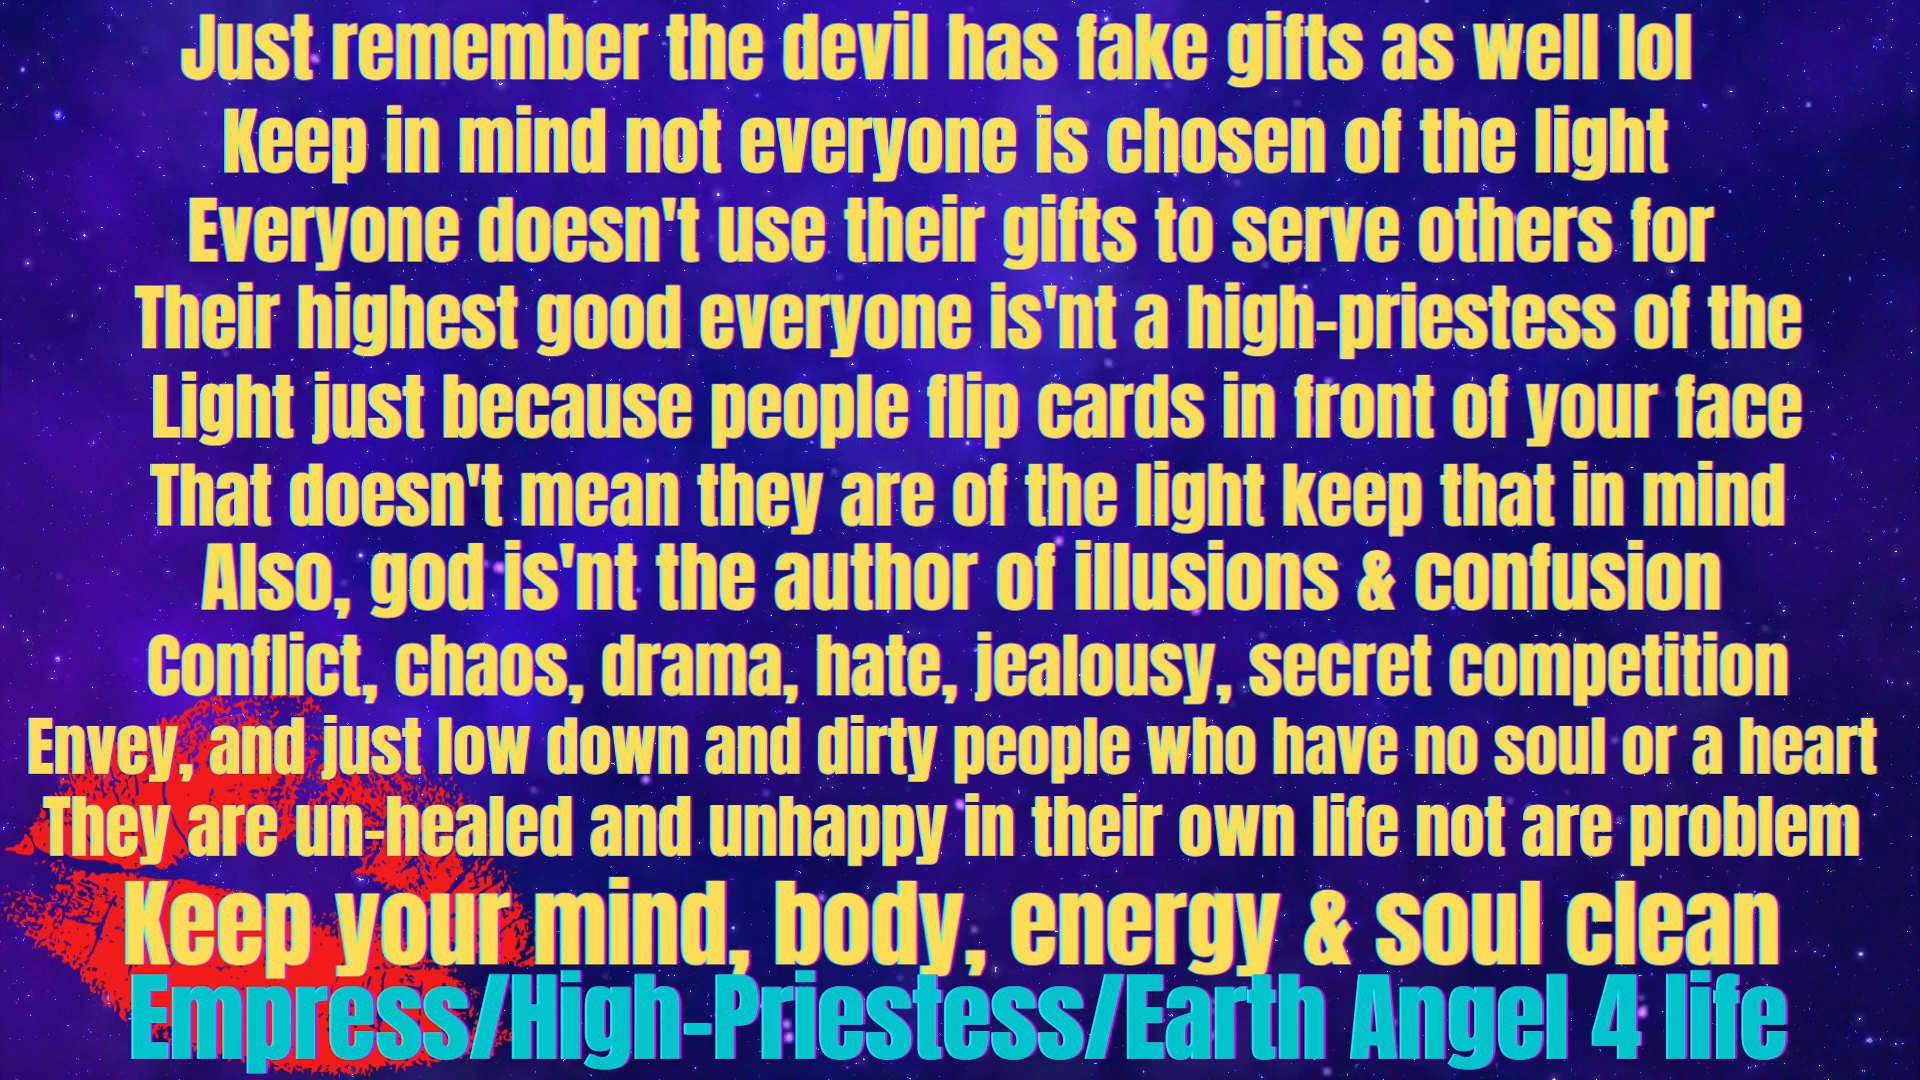 Just remember the devil has fake gifts as well lol
Keep in mind not everyone is chosen of the light
Everyone doesn't use their gifts to serve others for
Their highest good everyone is'nt a high-priestess of the
Light just because people flip cards in front of your face
That doesn't mean they are of the light keep that in mind
Also, god is'nt the author of illusions & confusion
Conflict, chaos, drama, hate, jealousy, secret competition
Envey, and just low down and dirty people who have no soul or a heart
They are un-healed and unhappy in their own life not are problem
Keep your mind, body, energy & soul clean
Empress/High-Priestess/Earth Angel 4 life